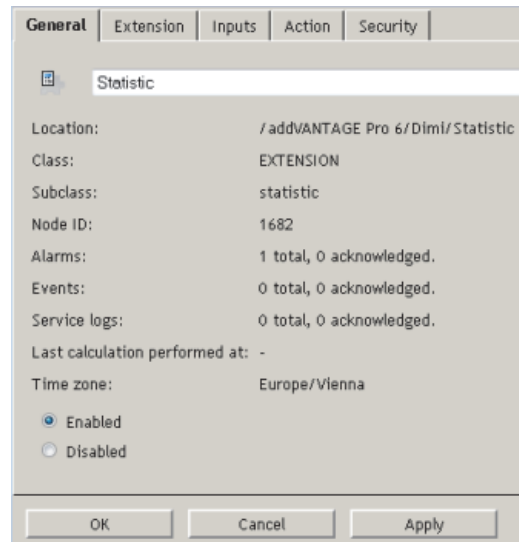 General Extension Inputs Action Security
Statistic
Location: /addVANTAGE Pro 6/Dimi/Statistic
Class: EXTENSION
Subclass: statistic
Node ID: 1682
Alarms: 1 total, 0 acknowledged.
Events: 0 total, 0 acknowledged.
Service logs: 0 total, 0 acknowledged.
Last calculation performed at: -
Time zone: Europe/Vienna
Enabled
Disabled
OK Cancel Apply